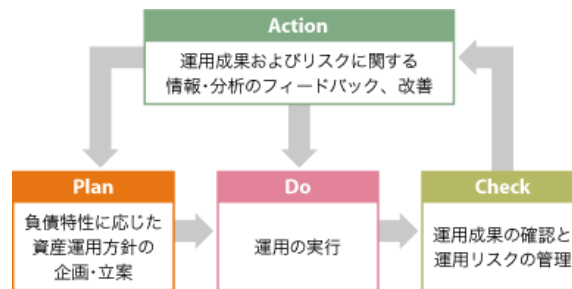 Action
運用成果およびリスクに関する
情報・分析のフィードバック、改善
Plan
負債特性に応じた
資産運用方針の
企画・立案
Do
運用の実行
Check
運用成果の確認と
運用リスクの管理